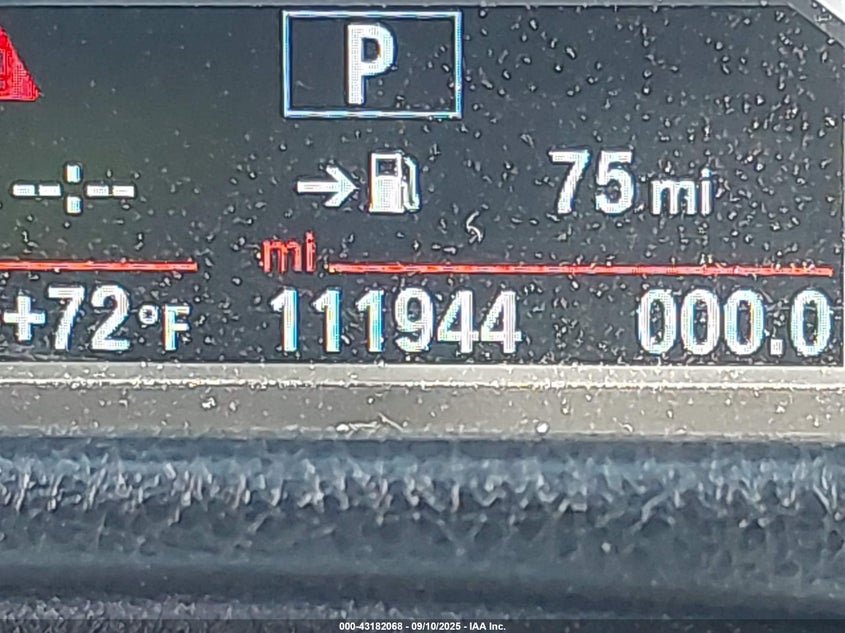 P
75 mi
mi
+72 °F 111944 000.0
000-43182068 - 09/10/2025 - IAA Inc.